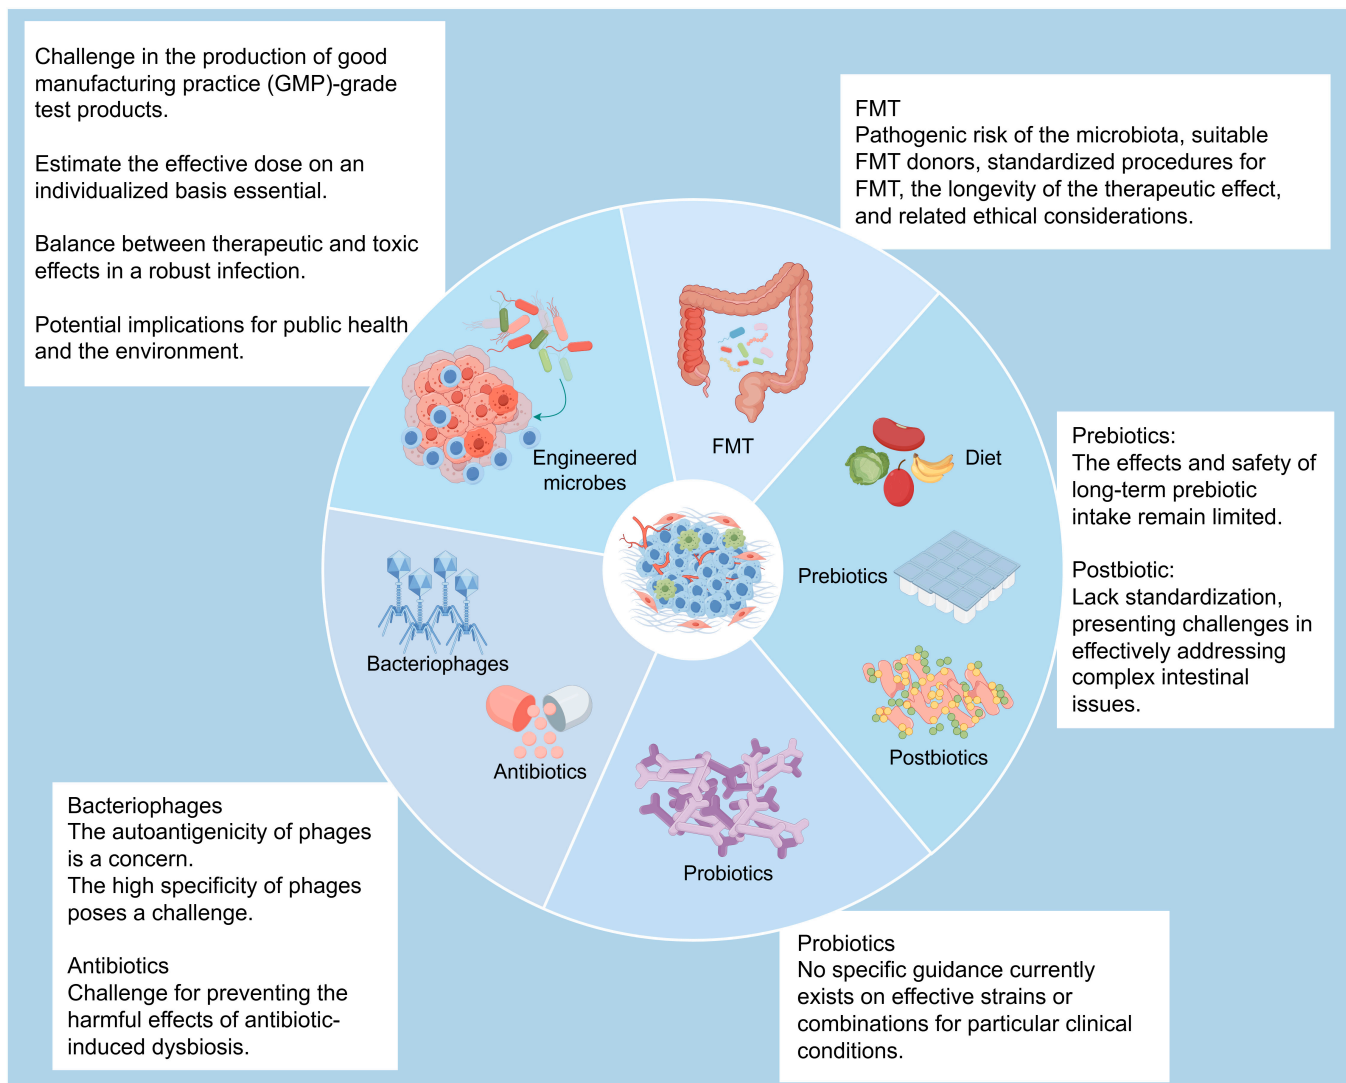 Challenge in the production of good
manufacturing practice (GMP)-grade
test products.
Estimate the effective dose on an
individualized basis essential.
Balance between therapeutic and toxic
effects in a robust infection.
Potential implications for public health
and the environment.
FMT
Pathogenic risk of the microbiota, suitable
FMT donors, standardized procedures for
FMT, the longevity of the therapeutic effect,
and related ethical considerations.
FMT
Engineered
microbes
Diet
Prebiotics
Postbiotics
Prebiotics:
The effects and safety of
long-term prebiotic
intake remain limited.
Postbiotic:
Lack standardization,
presenting challenges in
effectively addressing
complex intestinal
issues.
Bacteriophages
Antibiotics
Probiotics
Bacteriophages
The autoantigenicity of phages
is a concern.
The high specificity of phages
poses a challenge.
Antibiotics
Challenge for preventing the
harmful effects of antibiotic-
induced dysbiosis.
Probiotics
No specific guidance currently
exists on effective strains or
combinations for particular clinical
conditions.